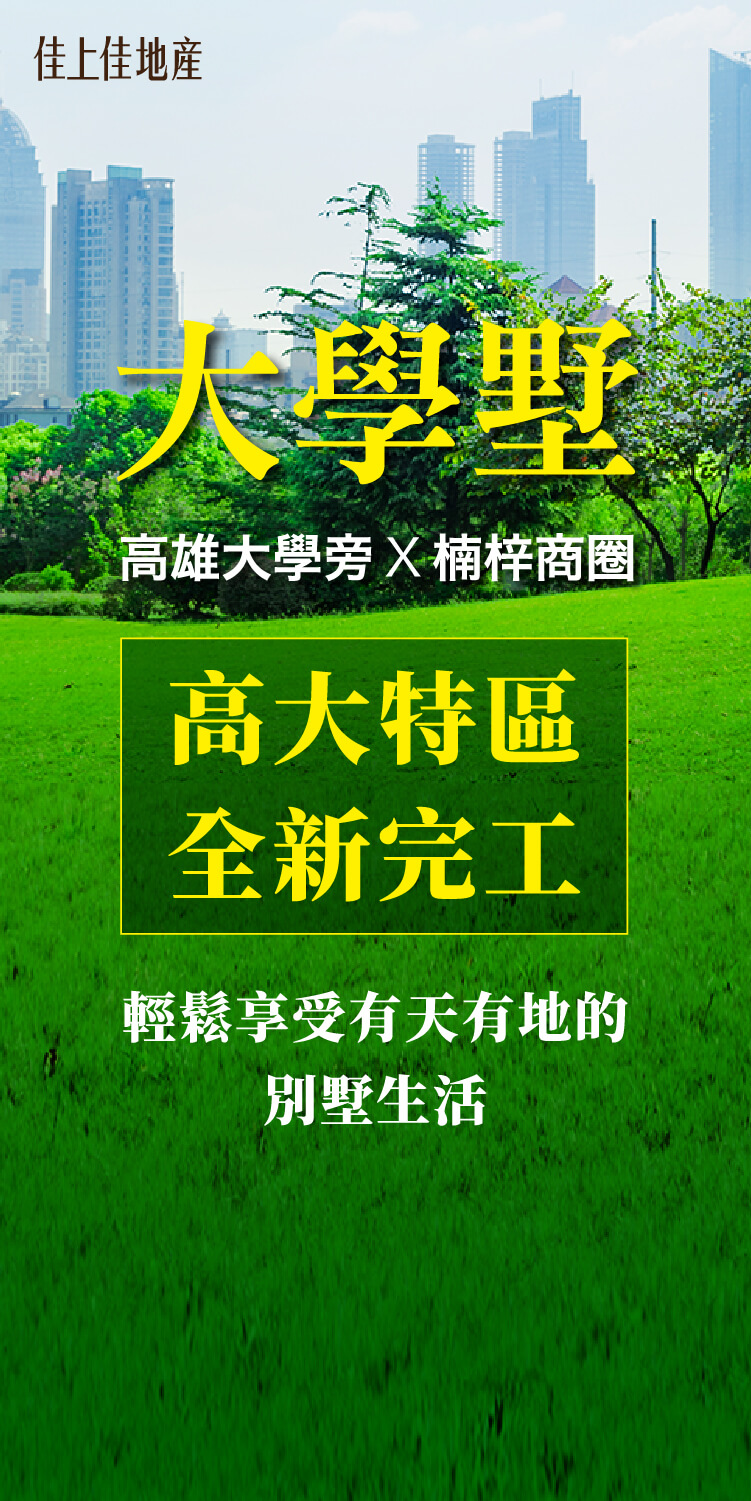 佳上佳地産
大學墅
高雄大學旁 X 楠梓商圈
高大特區
全新完工
輕鬆享受有天有地的
別墅生活